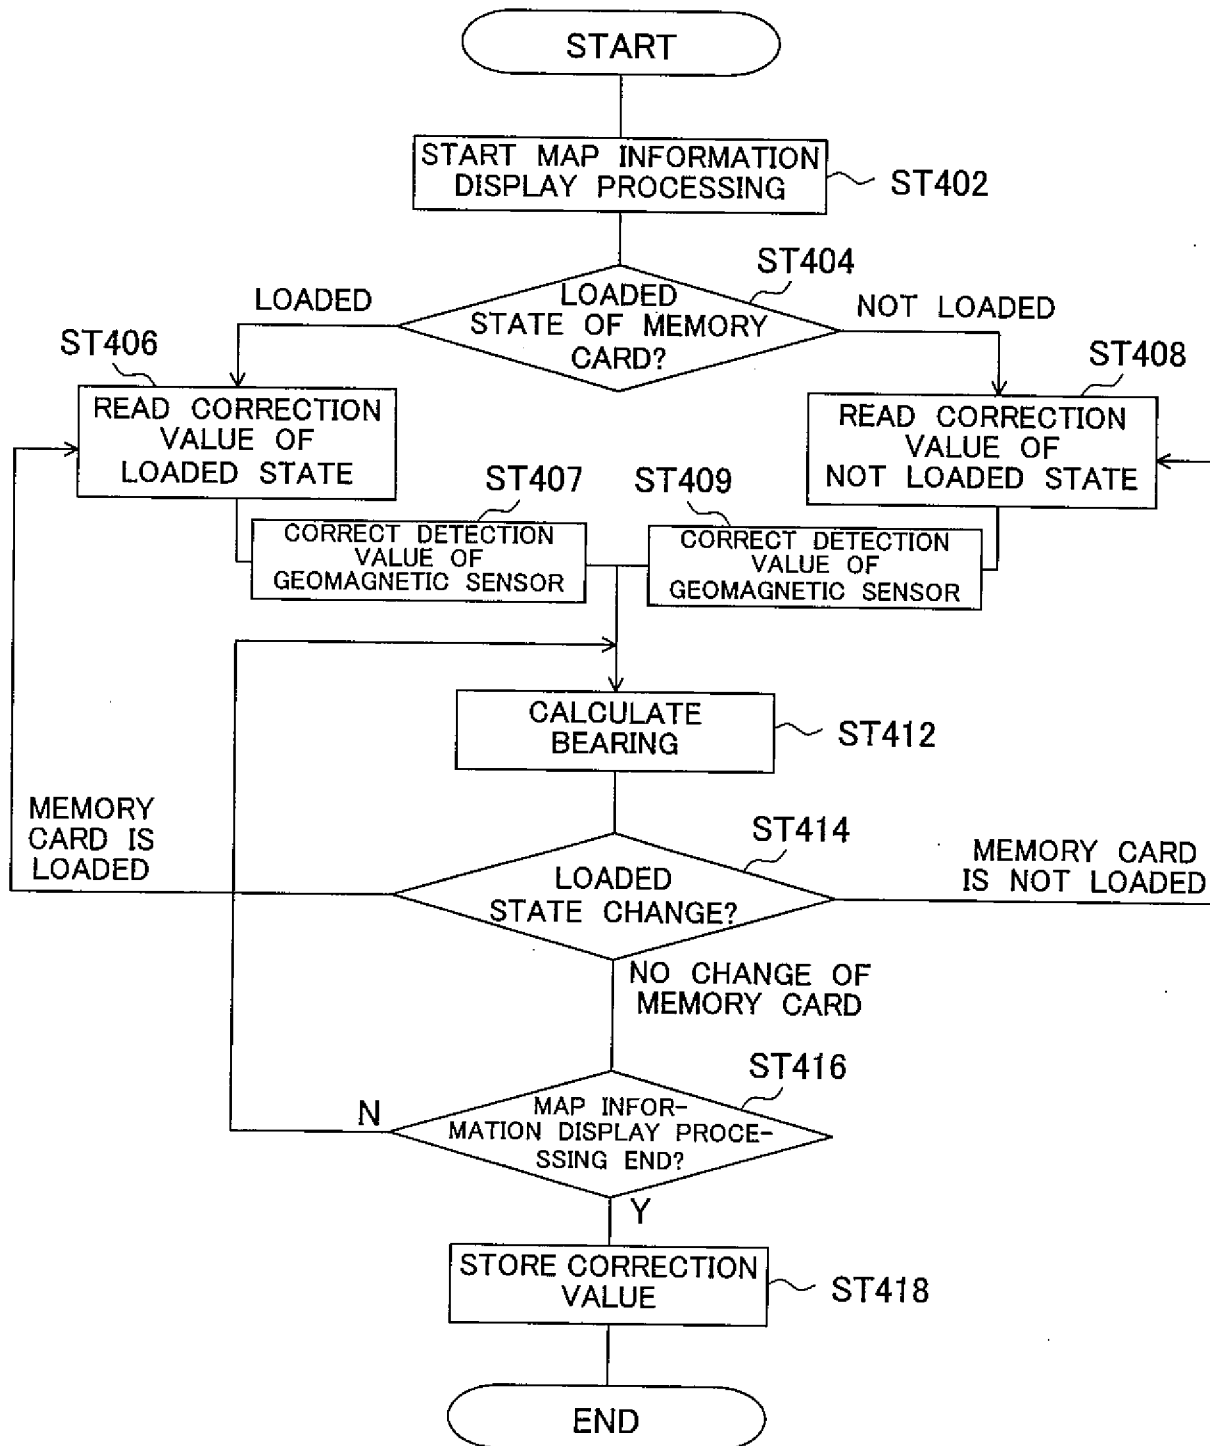 START
START MAP INFORMATION
DISPLAY PROCESSING
ST402
ST404
LOADED
STATE OF MEMORY
CARD?
LOADED
NOT LOADED
ST406
READ CORRECTION
VALUE OF
LOADED STATE
ST408
READ CORRECTION
VALUE OF
NOT LOADED STATE
ST407
CORRECT DETECTION
VALUE OF
GEOMAGNETIC SENSOR
ST409
CORRECT DETECTION
VALUE OF
GEOMAGNETIC SENSOR
CALCULATE
BEARING
ST412
MEMORY
CARD IS
LOADED
ST414
LOADED
STATE CHANGE?
MEMORY CARD
IS NOT LOADED
NO CHANGE OF
MEMORY CARD
ST416
N
MAP INFOR-
MATION DISPLAY PROCE-
SSING END?
Y
STORE CORRECTION
VALUE
ST418
END